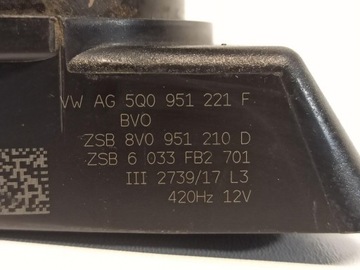 VW AG 5Q0 951 221 F
BVO
ZSB 8V0 951 210 D
ZSB 6 033 FB2 701
III 2739/17 L3
420Hz 12V